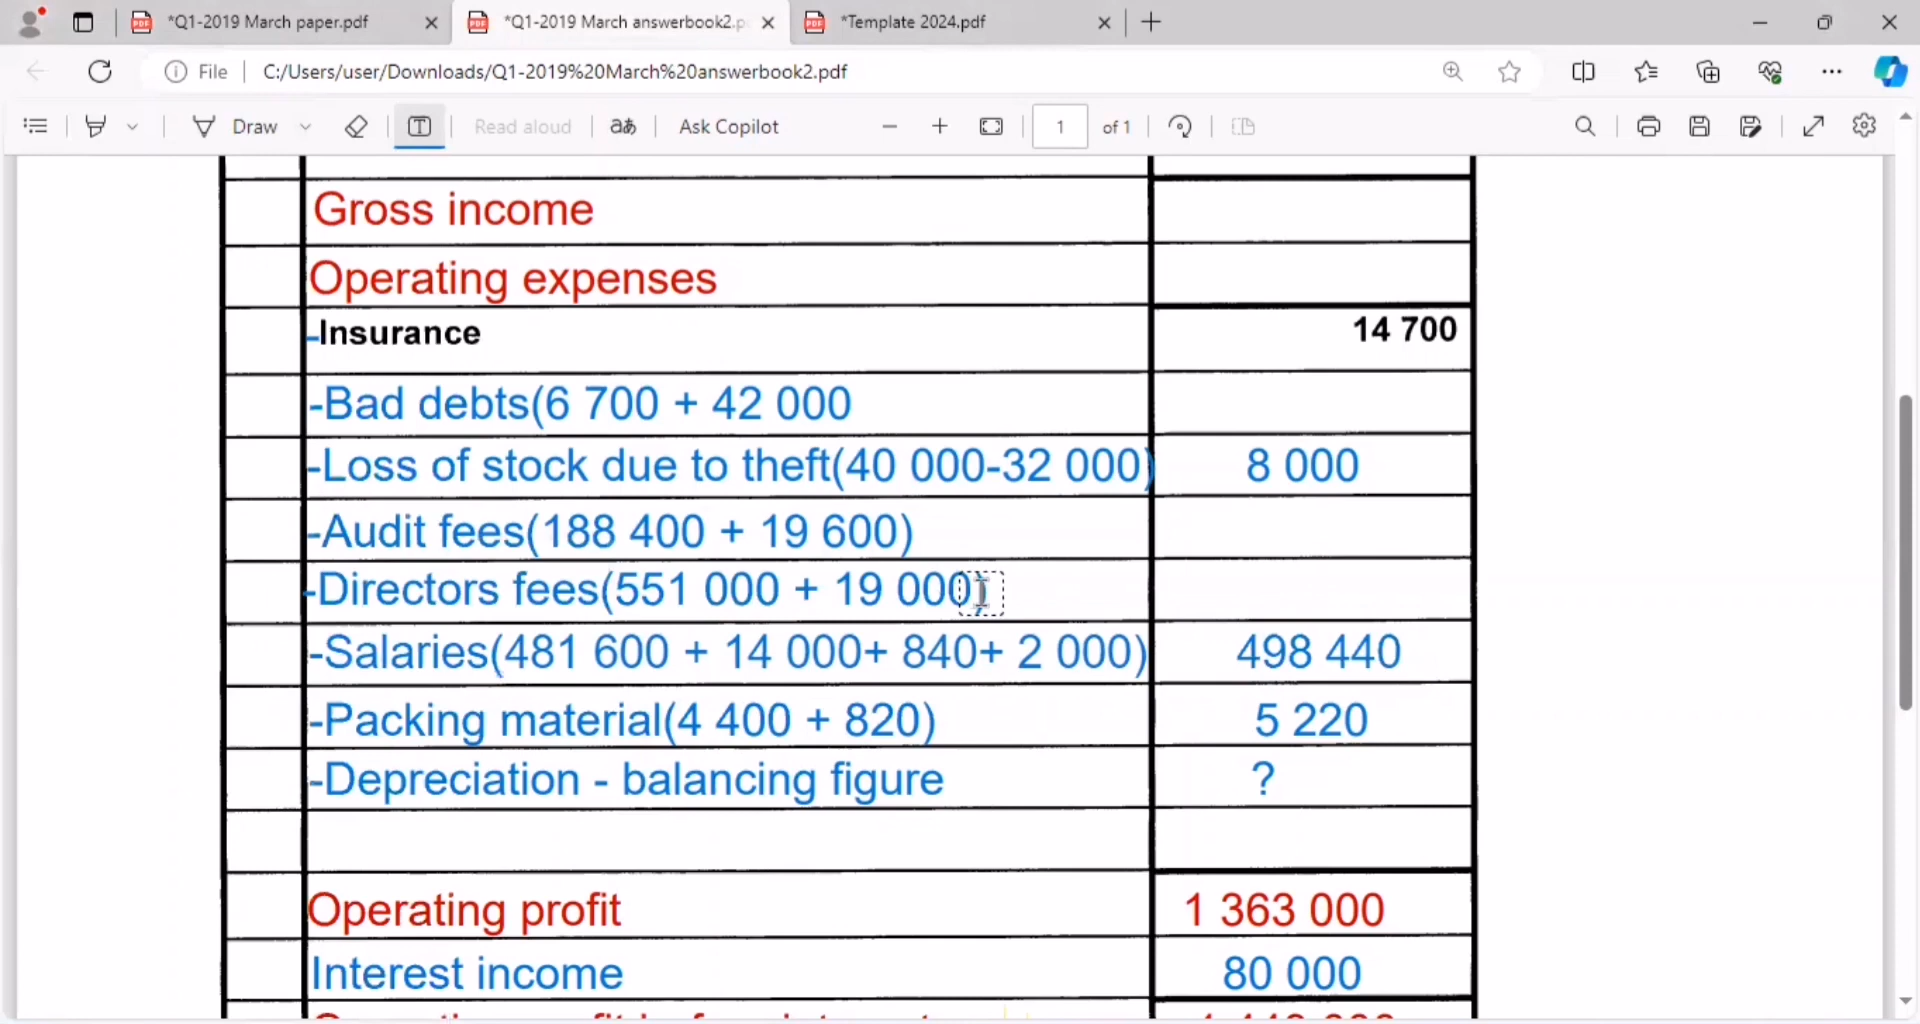 *Q1-2019 March paper.pdf
*Q1-2019 March answerbook2.p
*Template 2024.pdf
File
C:/Users/user/Downloads/Q1-2019%20March%20answerbook2.pdf
Draw
Read aloud
aあ
Ask Copilot
1
of 1
Gross income
Operating expenses
-Insurance 14 700
-Bad debts(6 700 + 42 000
-Loss of stock due to theft(40 000-32 000) 8 000
-Audit fees(188 400 + 19 600)
-Directors fees(551 000 + 19 000)
-Salaries(481 600 + 14 000+ 840+ 2 000) 498 440
-Packing material(4 400 + 820) 5 220
-Depreciation - balancing figure ?
Operating profit 1 363 000
Interest income 80 000